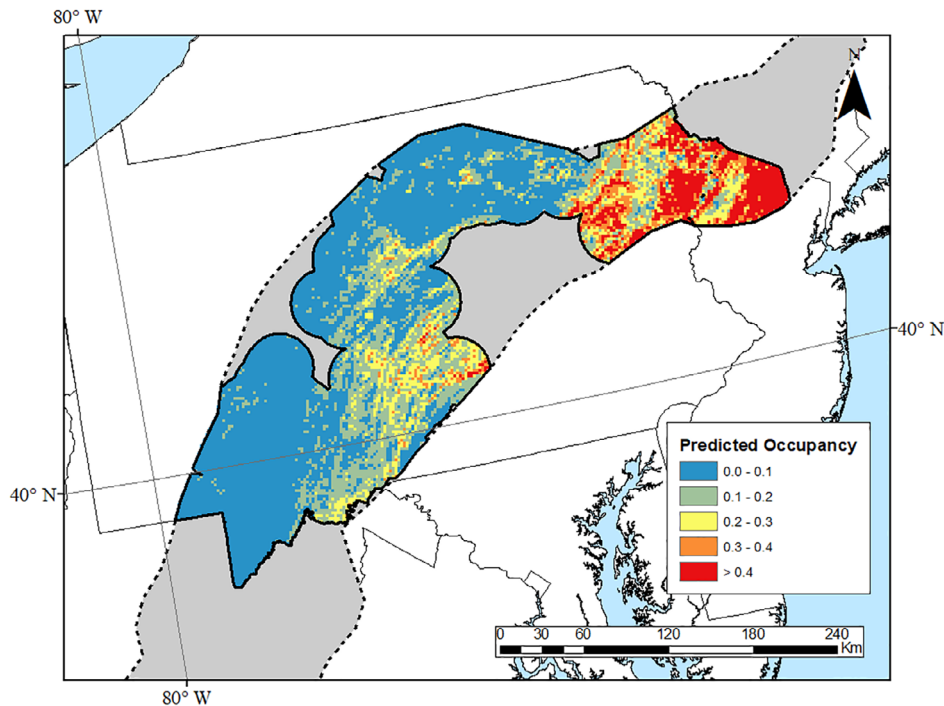 80° W
N
40° N
40° N
Predicted Occupancy
0.0 - 0.1
0.1 - 0.2
0.2 - 0.3
0.3 - 0.4
> 0.4
0 30 60 120 180 240
Km
80° W